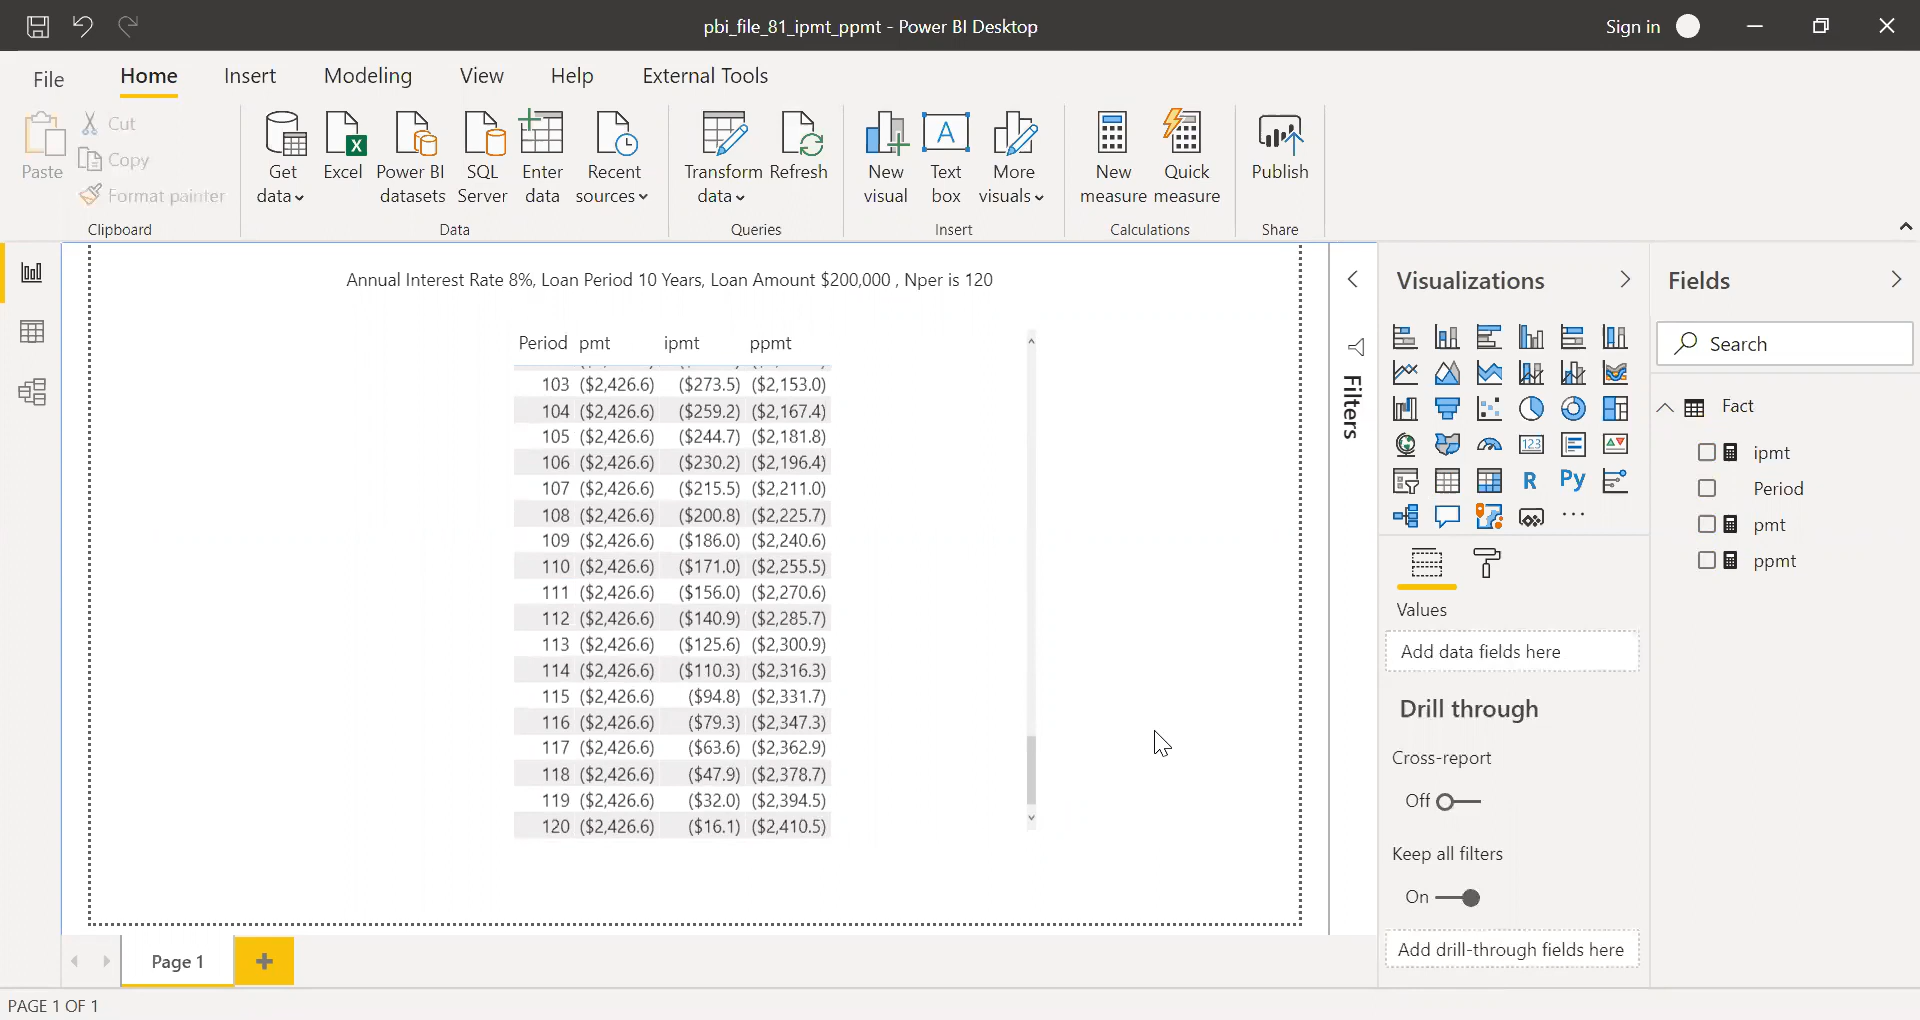 pbi_file_81_ipmt_ppmt - Power BI Desktop
Sign in
File
Home
Insert
Modeling
View
Help
External Tools
Paste
Cut
Copy
Format painter
Clipboard
Get data
Excel
Power BI datasets
SQL Server
Enter data
Recent sources
Data
Transform data
Refresh
Queries
New visual
A
Text box
More visuals
Insert
New measure
Quick measure
Calculations
Publish
Share
Annual Interest Rate 8%, Loan Period 10 Years, Loan Amount $200,000 , Nper is 120
Period pmt ipmt ppmt
103 ($2,426.6) ($273.5) ($2,153.0)
104 ($2,426.6) ($259.2) ($2,167.4)
105 ($2,426.6) ($244.7) ($2,181.8)
106 ($2,426.6) ($230.2) ($2,196.4)
107 ($2,426.6) ($215.5) ($2,211.0)
108 ($2,426.6) ($200.8) ($2,225.7)
109 ($2,426.6) ($186.0) ($2,240.6)
110 ($2,426.6) ($171.0) ($2,255.5)
111 ($2,426.6) ($156.0) ($2,270.6)
112 ($2,426.6) ($140.9) ($2,285.7)
113 ($2,426.6) ($125.6) ($2,300.9)
114 ($2,426.6) ($110.3) ($2,316.3)
115 ($2,426.6) ($94.8) ($2,331.7)
116 ($2,426.6) ($79.3) ($2,347.3)
117 ($2,426.6) ($63.6) ($2,362.9)
118 ($2,426.6) ($47.9) ($2,378.7)
119 ($2,426.6) ($32.0) ($2,394.5)
120 ($2,426.6) ($16.1) ($2,410.5)
Filters
Visualizations
123
R
Py
...
Values
Add data fields here
Drill through
Cross-report
Off
Keep all filters
On
Add drill-through fields here
Fields
Search
Fact
ipmt
Period
pmt
ppmt
Page 1
PAGE 1 OF 1